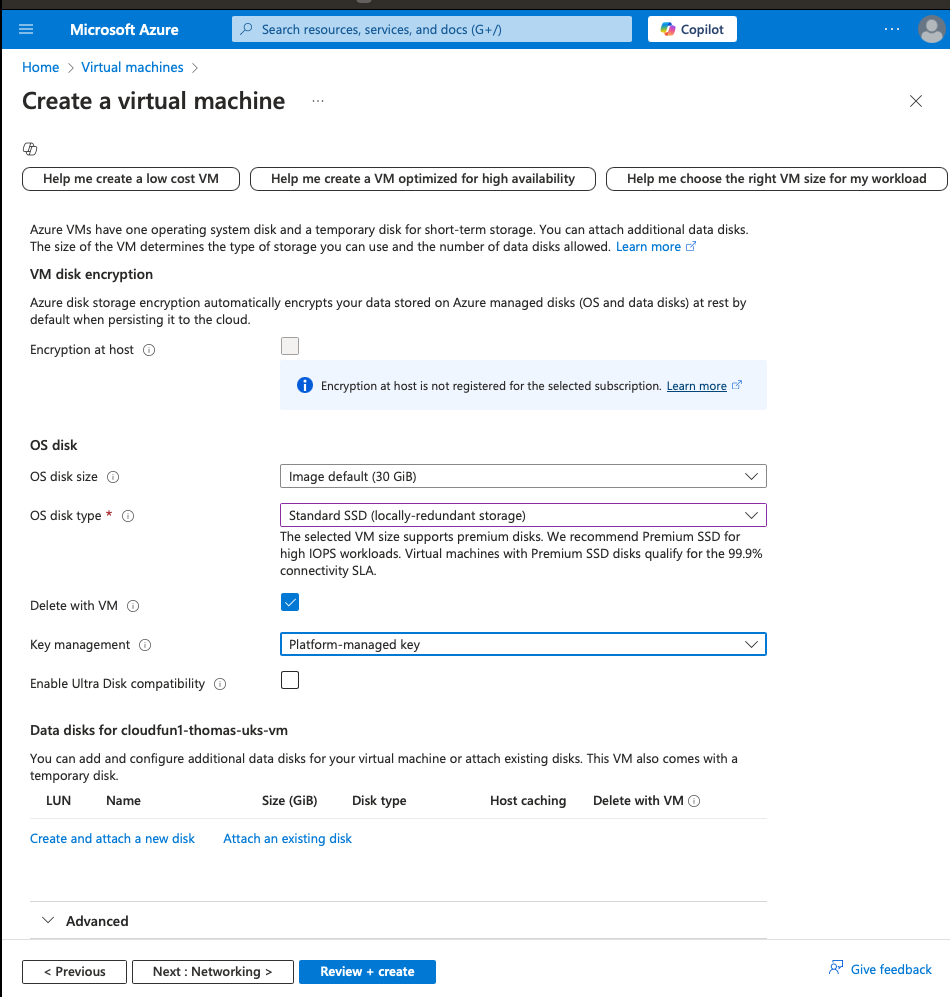 Microsoft Azure
Search resources, services, and docs (G+/)
Copilot
Home > Virtual machines >
Create a virtual machine ...
Help me create a low cost VM
Help me create a VM optimized for high availability
Help me choose the right VM size for my workload
Azure VMs have one operating system disk and a temporary disk for short-term storage. You can attach additional data disks.
The size of the VM determines the type of storage you can use and the number of data disks allowed. Learn more
VM disk encryption
Azure disk storage encryption automatically encrypts your data stored on Azure managed disks (OS and data disks) at rest by
default when persisting it to the cloud.
Encryption at host
Encryption at host is not registered for the selected subscription. Learn more
OS disk
OS disk size
Image default (30 GiB)
OS disk type *
Standard SSD (locally-redundant storage)
The selected VM size supports premium disks. We recommend Premium SSD for
high IOPS workloads. Virtual machines with Premium SSD disks qualify for the 99.9%
connectivity SLA.
Delete with VM
Key management
Platform-managed key
Enable Ultra Disk compatibility
Data disks for cloudfun1-thomas-uks-vm
You can add and configure additional data disks for your virtual machine or attach existing disks. This VM also comes with a
temporary disk.
LUN Name Size (GiB) Disk type Host caching Delete with VM
Create and attach a new disk Attach an existing disk
Advanced
< Previous
Next : Networking >
Review + create
Give feedback